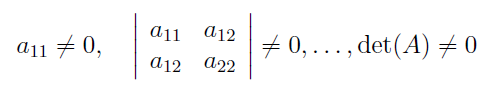 a₁₁ ≠ 0, | a₁₁ a₁₂ ; a₁₂ a₂₂ | ≠ 0, . . . , det(A) ≠ 0